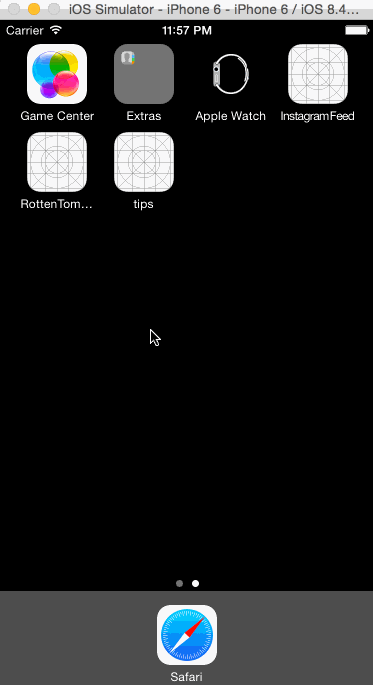 iOS Simulator - iPhone 6 - iPhone 6 / iOS 8.4...
Carrier 11:57 PM
Game Center Extras Apple Watch InstagramFeed
RottenTom... tips
Safari